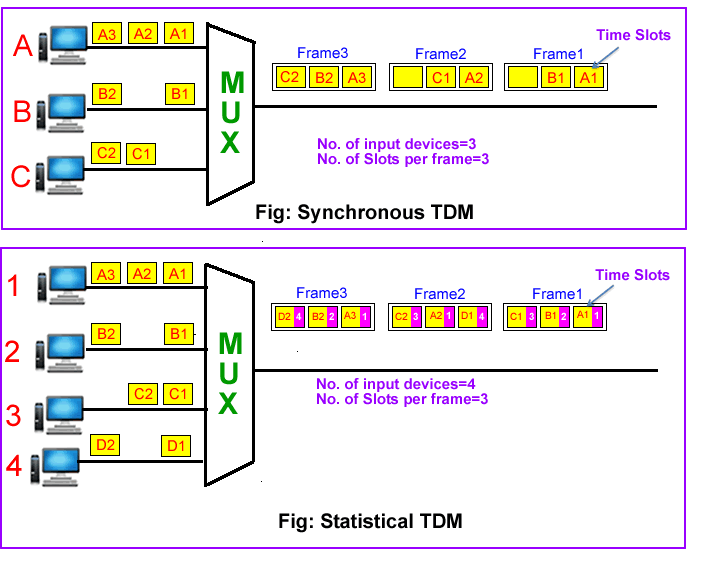 A
A3 A2 A1
B
B2 B1
C
C2 C1
MUX
Frame3 Frame2 Frame1
Time Slots
C2 B2 A3 C1 A2 B1 A1
No. of input devices=3
No. of Slots per frame=3
Fig: Synchronous TDM
1
A3 A2 A1
2
B2 B1
3
C2 C1
4
D2 D1
MUX
Frame3 Frame2 Frame1
Time Slots
D2 4 B2 2 A3 1 C2 3 A2 1 D1 4 C1 3 B1 2 A1 1
No. of input devices=4
No. of Slots per frame=3
Fig: Statistical TDM